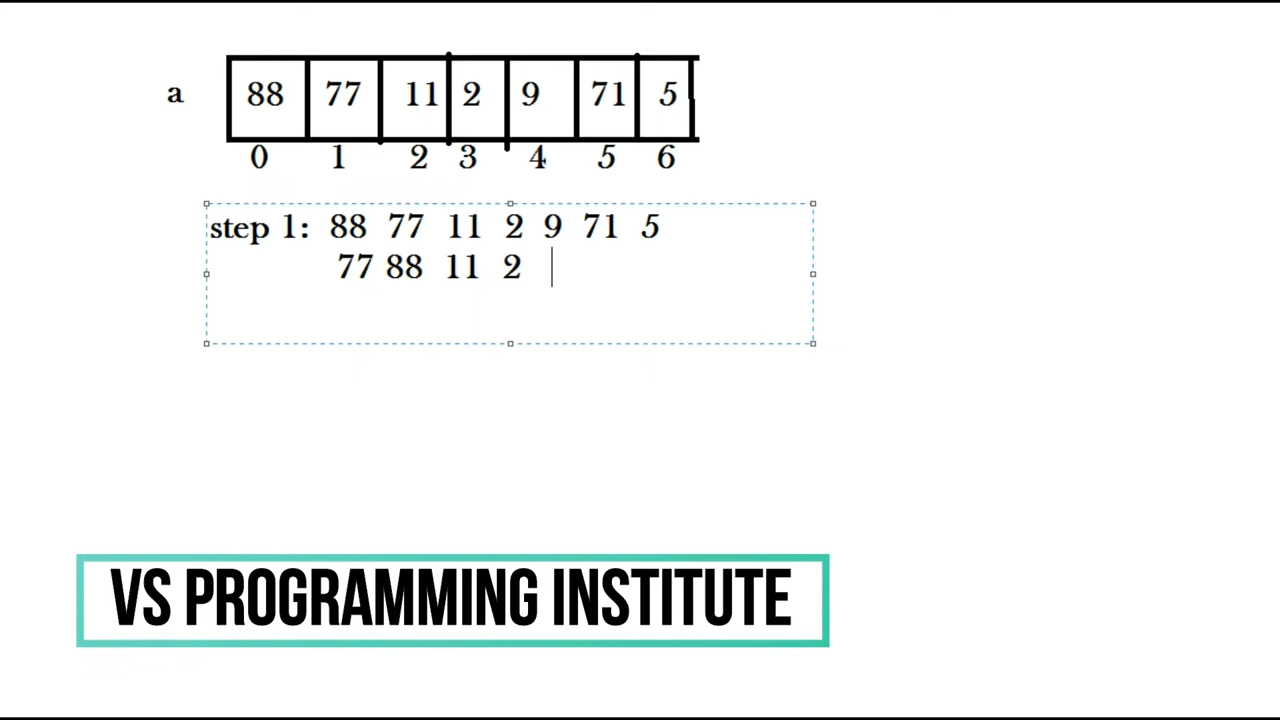 a 88 77 11 2 9 71 5
0 1 2 3 4 5 6
step 1: 88 77 11 2 9 71 5
77 88 11 2
VS PROGRAMMING INSTITUTE